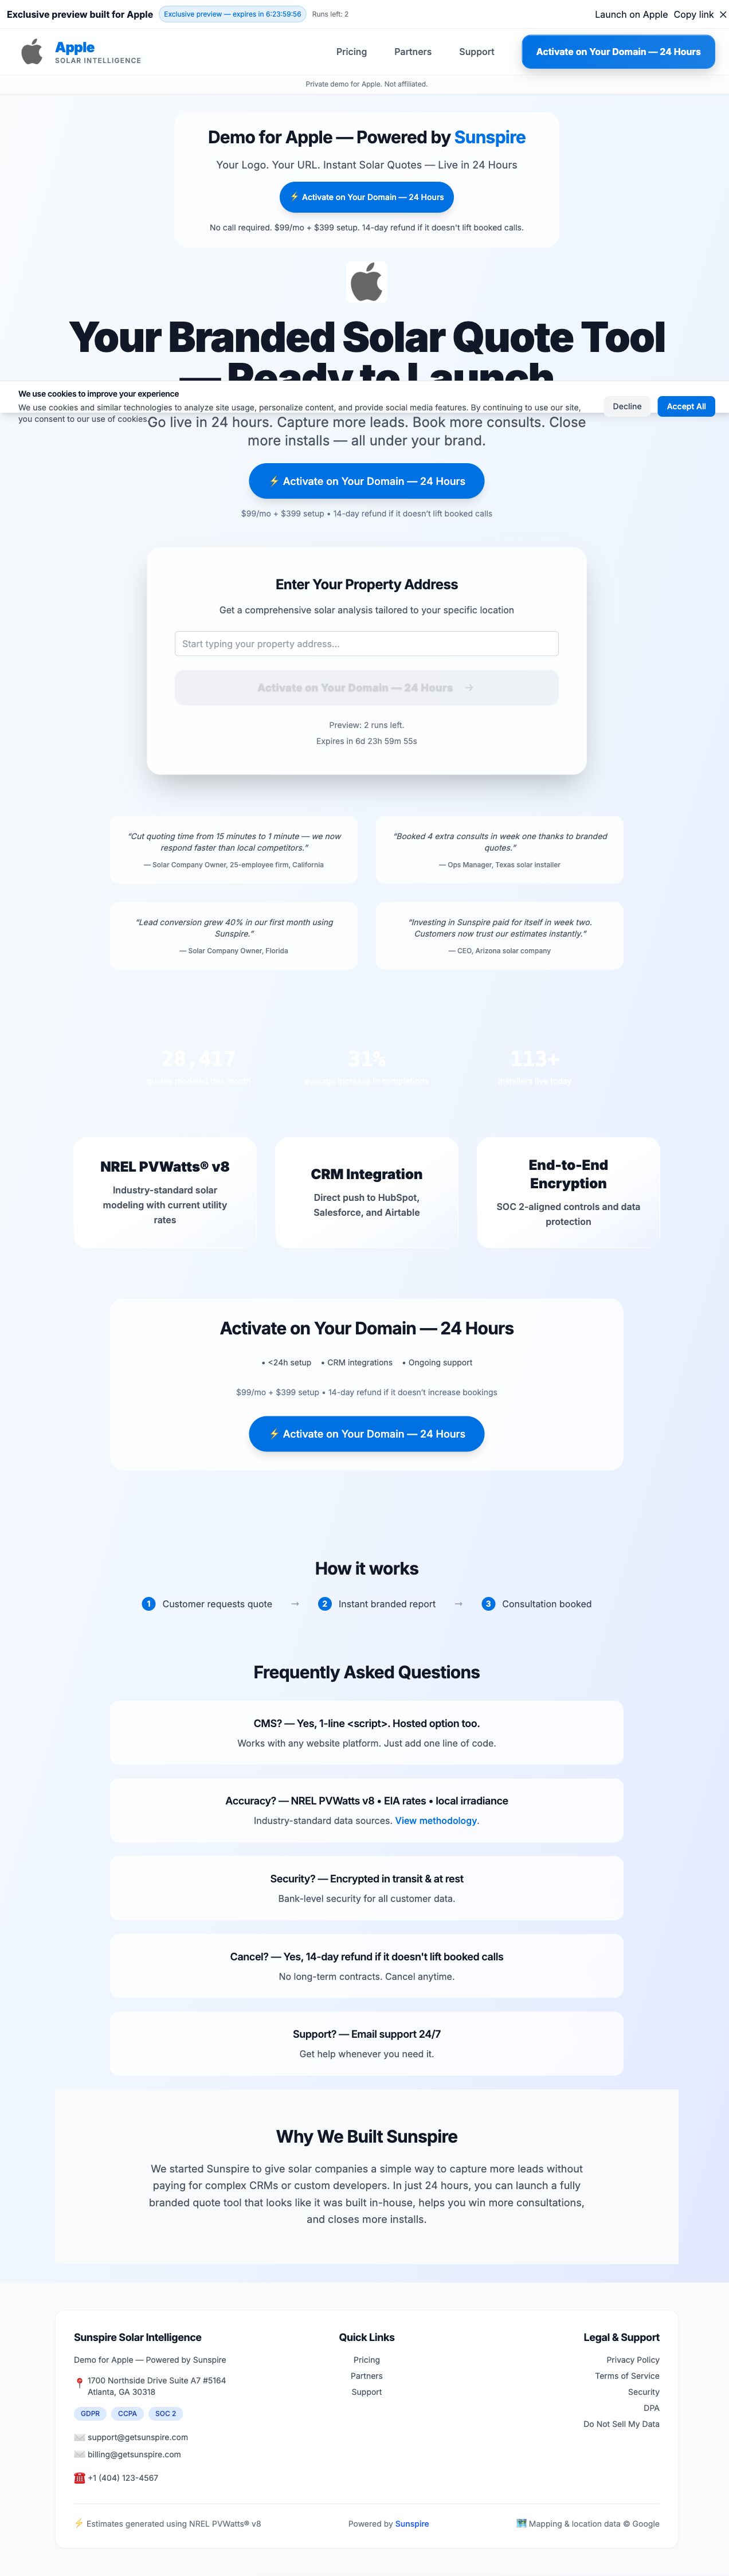 Exclusive preview built for Apple
Exclusive preview — expires in 6:23:59:56
Runs left: 2
Launch on Apple
Copy link
✕
Apple
SOLAR INTELLIGENCE
Pricing
Partners
Support
Activate on Your Domain — 24 Hours
Private demo for Apple. Not affiliated.
Demo for Apple — Powered by Sunspire
Your Logo. Your URL. Instant Solar Quotes — Live in 24 Hours
⚡ Activate on Your Domain — 24 Hours
No call required. $99/mo + $399 setup. 14-day refund if it doesn't lift booked calls.
Your Branded Solar Quote Tool
— Ready to Launch
We use cookies to improve your experience
We use cookies and similar technologies to analyze site usage, personalize content, and provide social media features. By continuing to use our site,
you consent to our use of cookies.
Decline
Accept All
Go live in 24 hours. Capture more leads. Book more consults. Close
more installs — all under your brand.
⚡ Activate on Your Domain — 24 Hours
$99/mo + $399 setup • 14-day refund if it doesn't lift booked calls
Enter Your Property Address
Get a comprehensive solar analysis tailored to your specific location
Start typing your property address...
Activate on Your Domain — 24 Hours →
Preview: 2 runs left.
Expires in 6d 23h 59m 55s
"Cut quoting time from 15 minutes to 1 minute — we now
respond faster than local competitors."
— Solar Company Owner, 25-employee firm, California
"Booked 4 extra consults in week one thanks to branded
quotes."
— Ops Manager, Texas solar installer
"Lead conversion grew 40% in our first month using
Sunspire."
— Solar Company Owner, Florida
"Investing in Sunspire paid for itself in week two.
Customers now trust our estimates instantly."
— CEO, Arizona solar company
28,417
31%
113+
NREL PVWatts® v8
Industry-standard solar
modeling with current utility
rates
CRM Integration
Direct push to HubSpot,
Salesforce, and Airtable
End-to-End
Encryption
SOC 2-aligned controls and data
protection
Activate on Your Domain — 24 Hours
• <24h setup
• CRM integrations
• Ongoing support
$99/mo + $399 setup • 14-day refund if it doesn't increase bookings
⚡ Activate on Your Domain — 24 Hours
How it works
1 Customer requests quote → 2 Instant branded report → 3 Consultation booked
Frequently Asked Questions
CMS? — Yes, 1-line <script>. Hosted option too.
Works with any website platform. Just add one line of code.
Accuracy? — NREL PVWatts v8 • EIA rates • local irradiance
Industry-standard data sources. View methodology.
Security? — Encrypted in transit & at rest
Bank-level security for all customer data.
Cancel? — Yes, 14-day refund if it doesn't lift booked calls
No long-term contracts. Cancel anytime.
Support? — Email support 24/7
Get help whenever you need it.
Why We Built Sunspire
We started Sunspire to give solar companies a simple way to capture more leads without
paying for complex CRMs or custom developers. In just 24 hours, you can launch a fully
branded quote tool that looks like it was built in-house, helps you win more consultations,
and closes more installs.
Sunspire Solar Intelligence
Demo for Apple — Powered by Sunspire
📍 1700 Northside Drive Suite A7 #5164
Atlanta, GA 30318
GDPR
CCPA
SOC 2
✉️ support@getsunspire.com
✉️ billing@getsunspire.com
☎️ +1 (404) 123-4567
Quick Links
Pricing
Partners
Support
Legal & Support
Privacy Policy
Terms of Service
Security
DPA
Do Not Sell My Data
⚡ Estimates generated using NREL PVWatts® v8
Powered by Sunspire
🗺️ Mapping & location data © Google